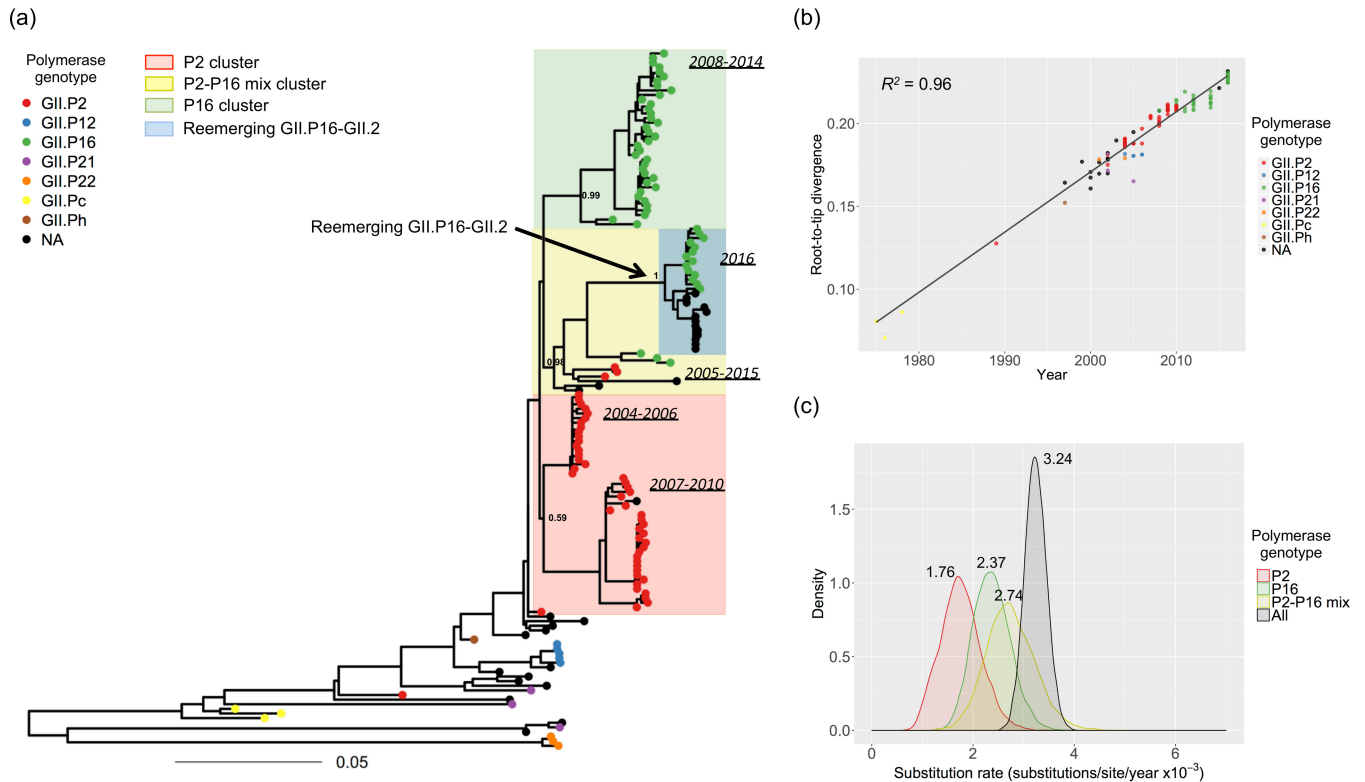 (a)
Polymerase
genotype
GII.P2
GII.P12
GII.P16
GII.P21
GII.P22
GII.Pc
GII.Ph
NA
P2 cluster
P2-P16 mix cluster
P16 cluster
Reemerging GII.P16-GII.2
2008-2014
0.99
Reemerging GII.P16-GII.2
2016
1
0.98
2005-2015
2004-2006
2007-2010
0.59
0.05
(b)
R² = 0.96
Root-to-tip divergence
0.20
0.15
0.10
1980
1990
2000
2010
Year
Polymerase
genotype
GII.P2
GII.P12
GII.P16
GII.P21
GII.P22
GII.Pc
GII.Ph
NA
(c)
3.24
2.37
1.76
2.74
Density
1.5
1.0
0.5
0.0
0
2
4
6
Substitution rate (substitutions/site/year x10⁻³)
Polymerase
genotype
P2
P16
P2-P16 mix
All